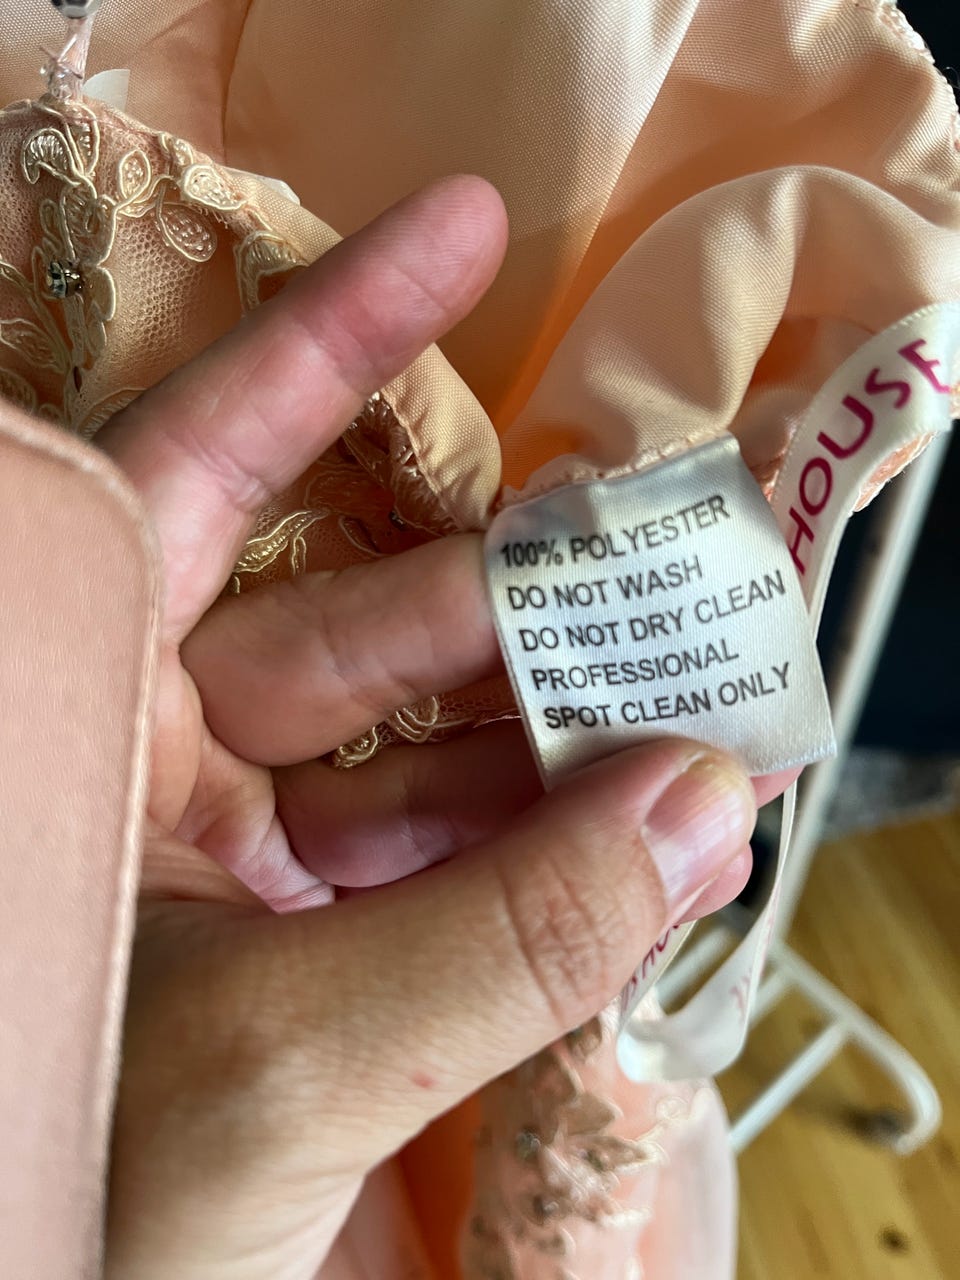 100% POLYESTER
DO NOT WASH
DO NOT DRY CLEAN
PROFESSIONAL
SPOT CLEAN ONLY
HOUSE